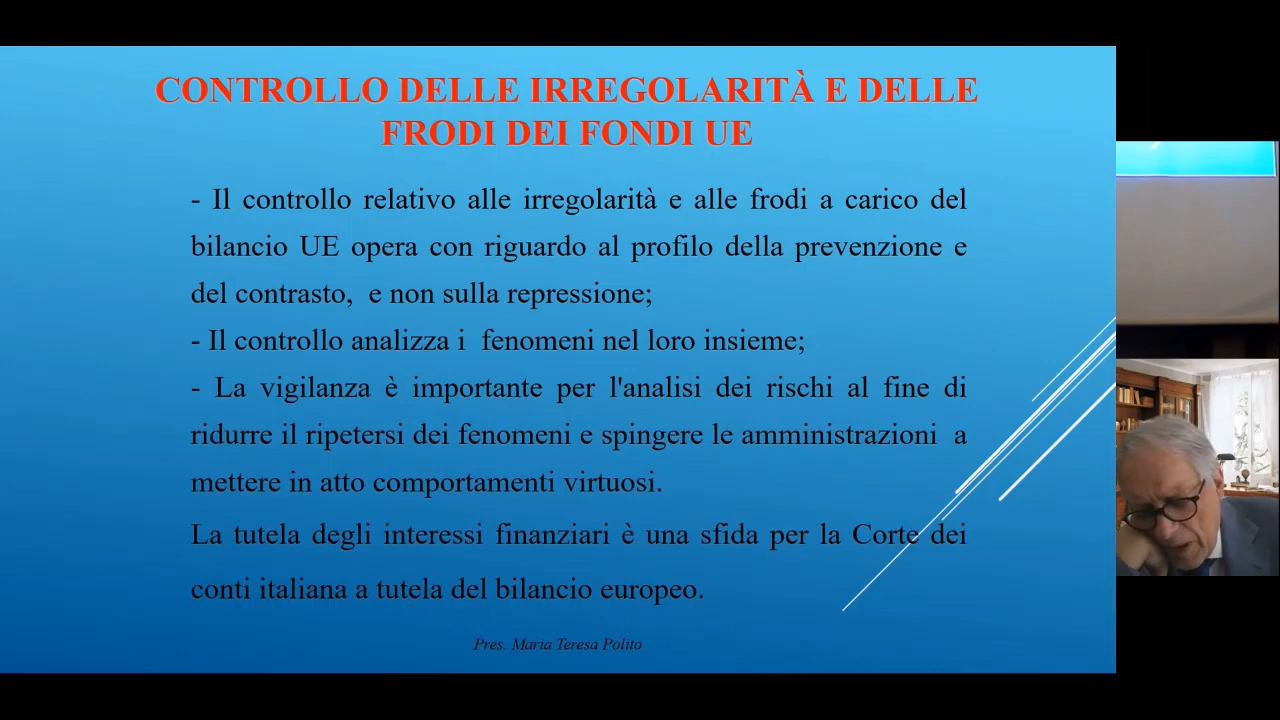 CONTROLLO DELLE IRREGOLARITÀ E DELLE
FRODI DEI FONDI UE
- Il controllo relativo alle irregolarità e alle frodi a carico del
bilancio UE opera con riguardo al profilo della prevenzione e
del contrasto, e non sulla repressione;
- Il controllo analizza i fenomeni nel loro insieme;
- La vigilanza è importante per l'analisi dei rischi al fine di
ridurre il ripetersi dei fenomeni e spingere le amministrazioni a
mettere in atto comportamenti virtuosi.
La tutela degli interessi finanziari è una sfida per la Corte dei
conti italiana a tutela del bilancio europeo.
Pres. Maria Teresa Polito